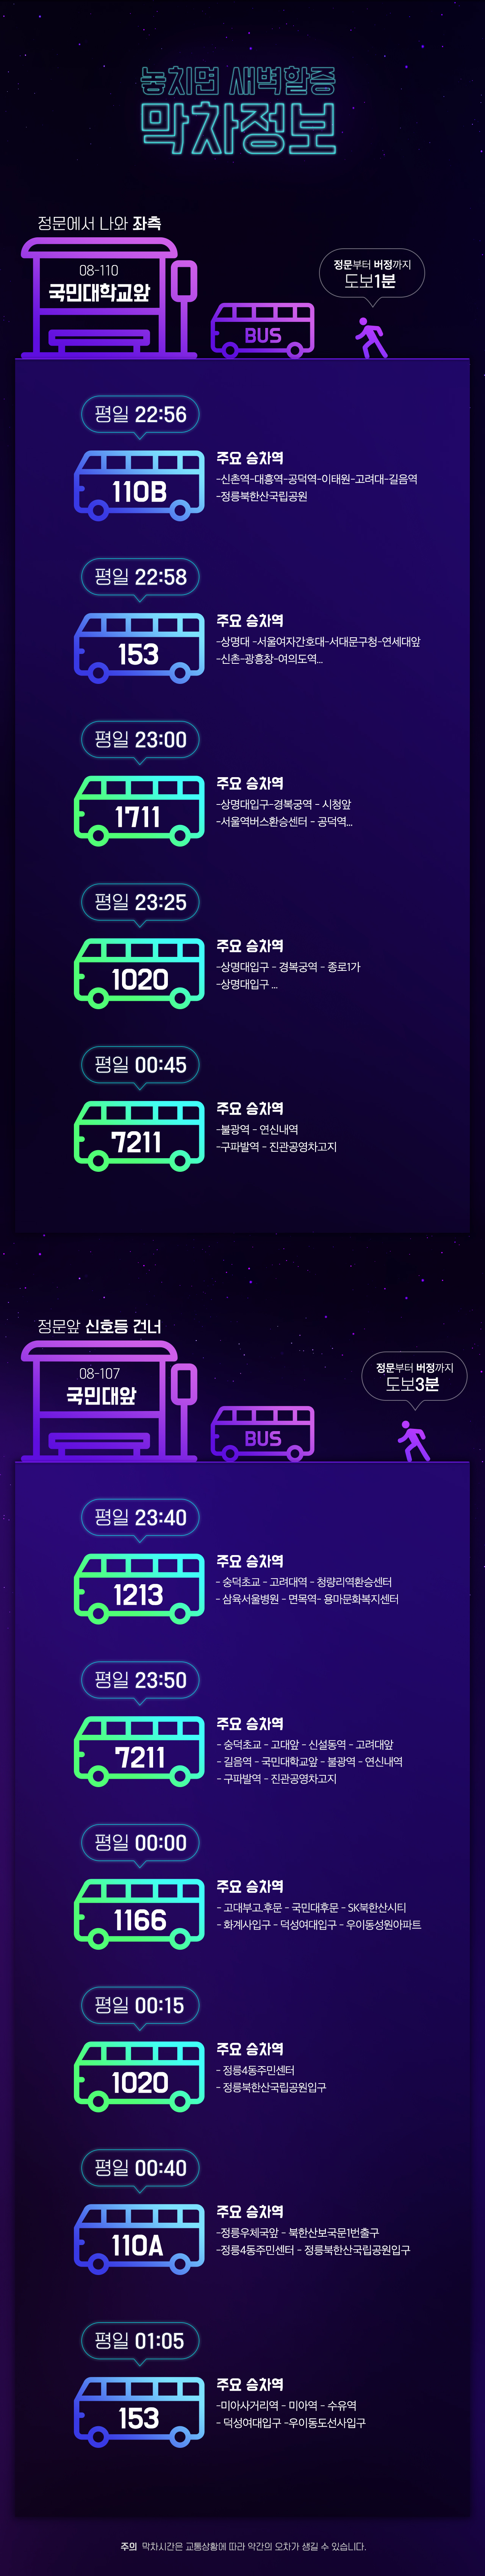 놓치면 새벽할증
막차정보
정문에서 나와 좌측
08-110
국민대학교앞
BUS
정문부터 버정까지
도보1분
평일 22:56
110B
주요 승차역
-신촌역-대흥역-공덕역-이태원-고려대-길음역
-정릉북한산국립공원
평일 22:58
153
주요 승차역
-상명대 -서울여자간호대-서대문구청-연세대앞
-신촌-광흥창-여의도역...
평일 23:00
1711
주요 승차역
-상명대입구-경복궁역 - 시청앞
-서울역버스환승센터 - 공덕역...
평일 23:25
1020
주요 승차역
-상명대입구 - 경복궁역 - 종로1가
-상명대입구 ...
평일 00:45
7211
주요 승차역
-불광역 - 연신내역
-구파발역 - 진관공영차고지
정문앞 신호등 건너
08-107
국민대앞
BUS
정문부터 버정까지
도보3분
평일 23:40
1213
주요 승차역
- 숭덕초교 - 고려대역 - 청량리역환승센터
- 삼육서울병원 - 면목역- 용마문화복지센터
평일 23:50
7211
주요 승차역
- 숭덕초교 - 고대앞 - 신설동역 - 고려대앞
- 길음역 - 국민대학교앞 - 불광역 - 연신내역
- 구파발역 - 진관공영차고지
평일 00:00
1166
주요 승차역
- 고대부고.후문 - 국민대후문 - SK북한산시티
- 화계사입구 - 덕성여대입구 - 우이동성원아파트
평일 00:15
1020
주요 승차역
- 정릉4동주민센터
- 정릉북한산국립공원입구
평일 00:40
110A
주요 승차역
-정릉우체국앞 - 북한산보국문1번출구
-정릉4동주민센터 - 정릉북한산국립공원입구
평일 01:05
153
주요 승차역
-미아사거리역 - 미아역 - 수유역
- 덕성여대입구 -우이동도선사입구
주의 막차시간은 교통상황에 따라 약간의 오차가 생길 수 있습니다.